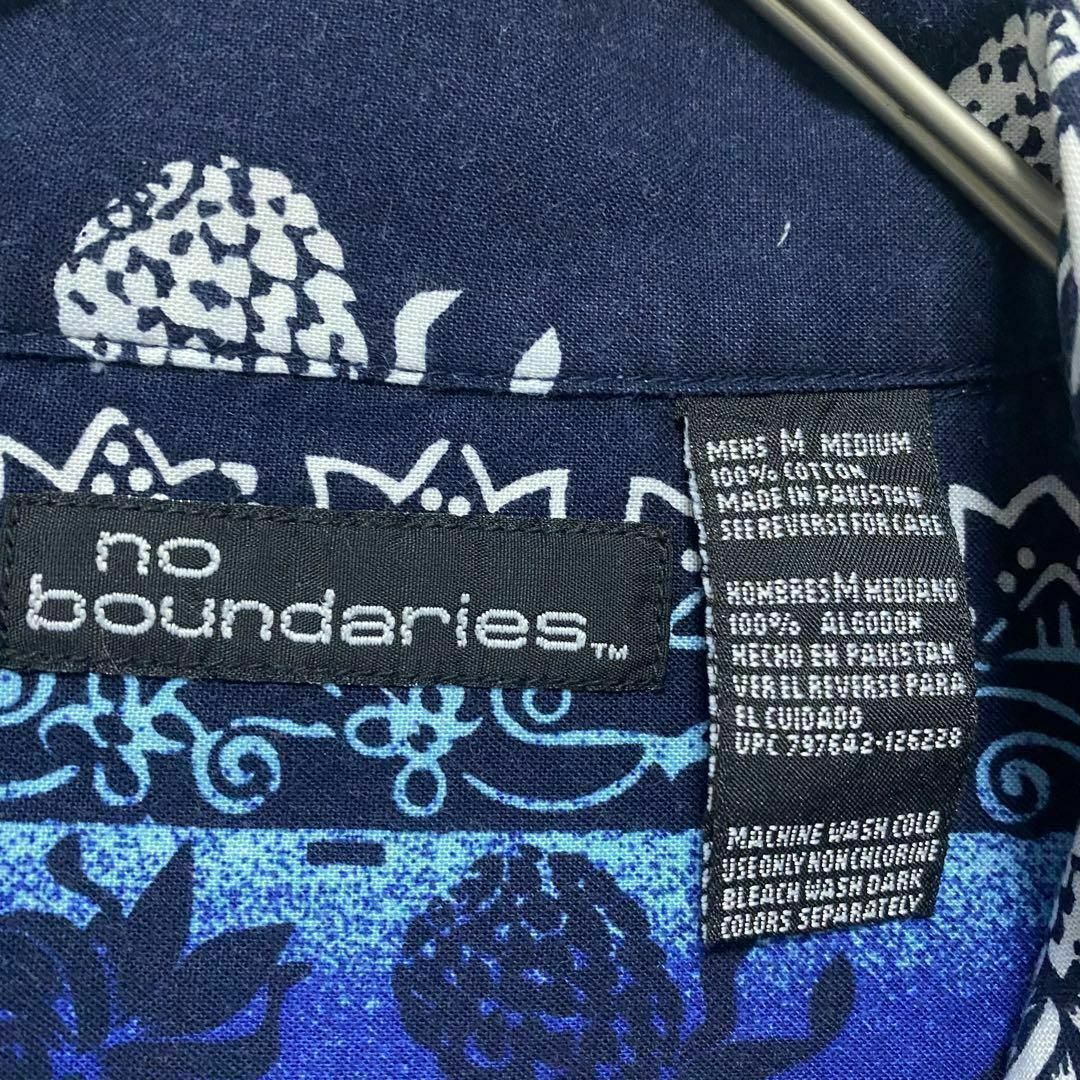 no
boundaries™
MENS M MEDIUM
100% COTTON
MADE IN PAKISTAN
SEE REVERSE FOR CARE
HOMBRES M MEDIANO
100% ALGODON
HECHO EN PAKISTAN
VER EL REVERSE PARA
EL CUIDADO
UPC 797642-126228
MACHINE WASH COLD
USE ONLY NONCHLORINE
BLEACH WASH DARK
COLORS SEPARATELY